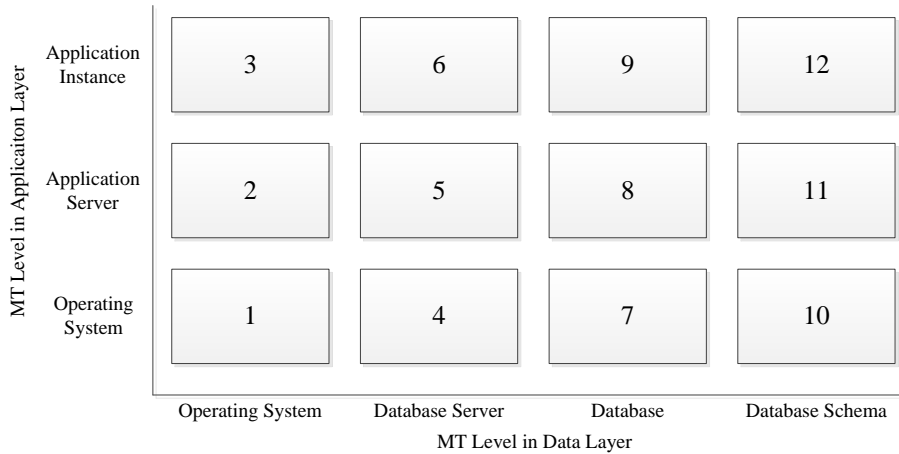 MT Level in Applicaiton Layer
Application
Instance
3
6
9
12
Application
Server
2
5
8
11
Operating
System
1
4
7
10
Operating System
Database Server
Database
Database Schema
MT Level in Data Layer